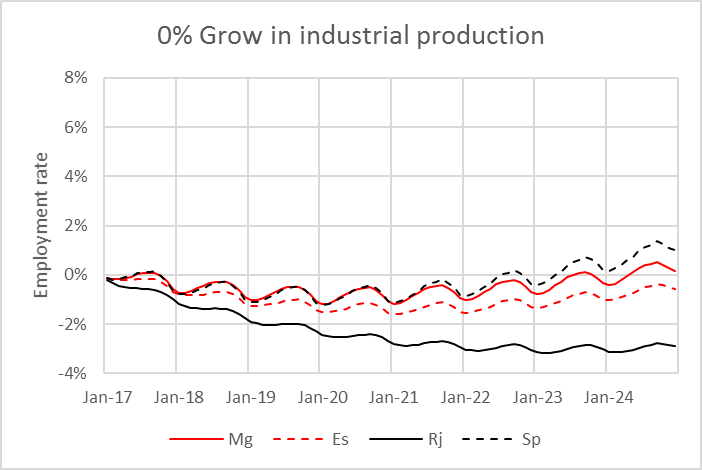 0% Grow in industrial production
Employment rate
8%
6%
4%
2%
0%
-2%
-4%
Jan-17 Jan-18 Jan-19 Jan-20 Jan-21 Jan-22 Jan-23 Jan-24
Mg Es Rj Sp